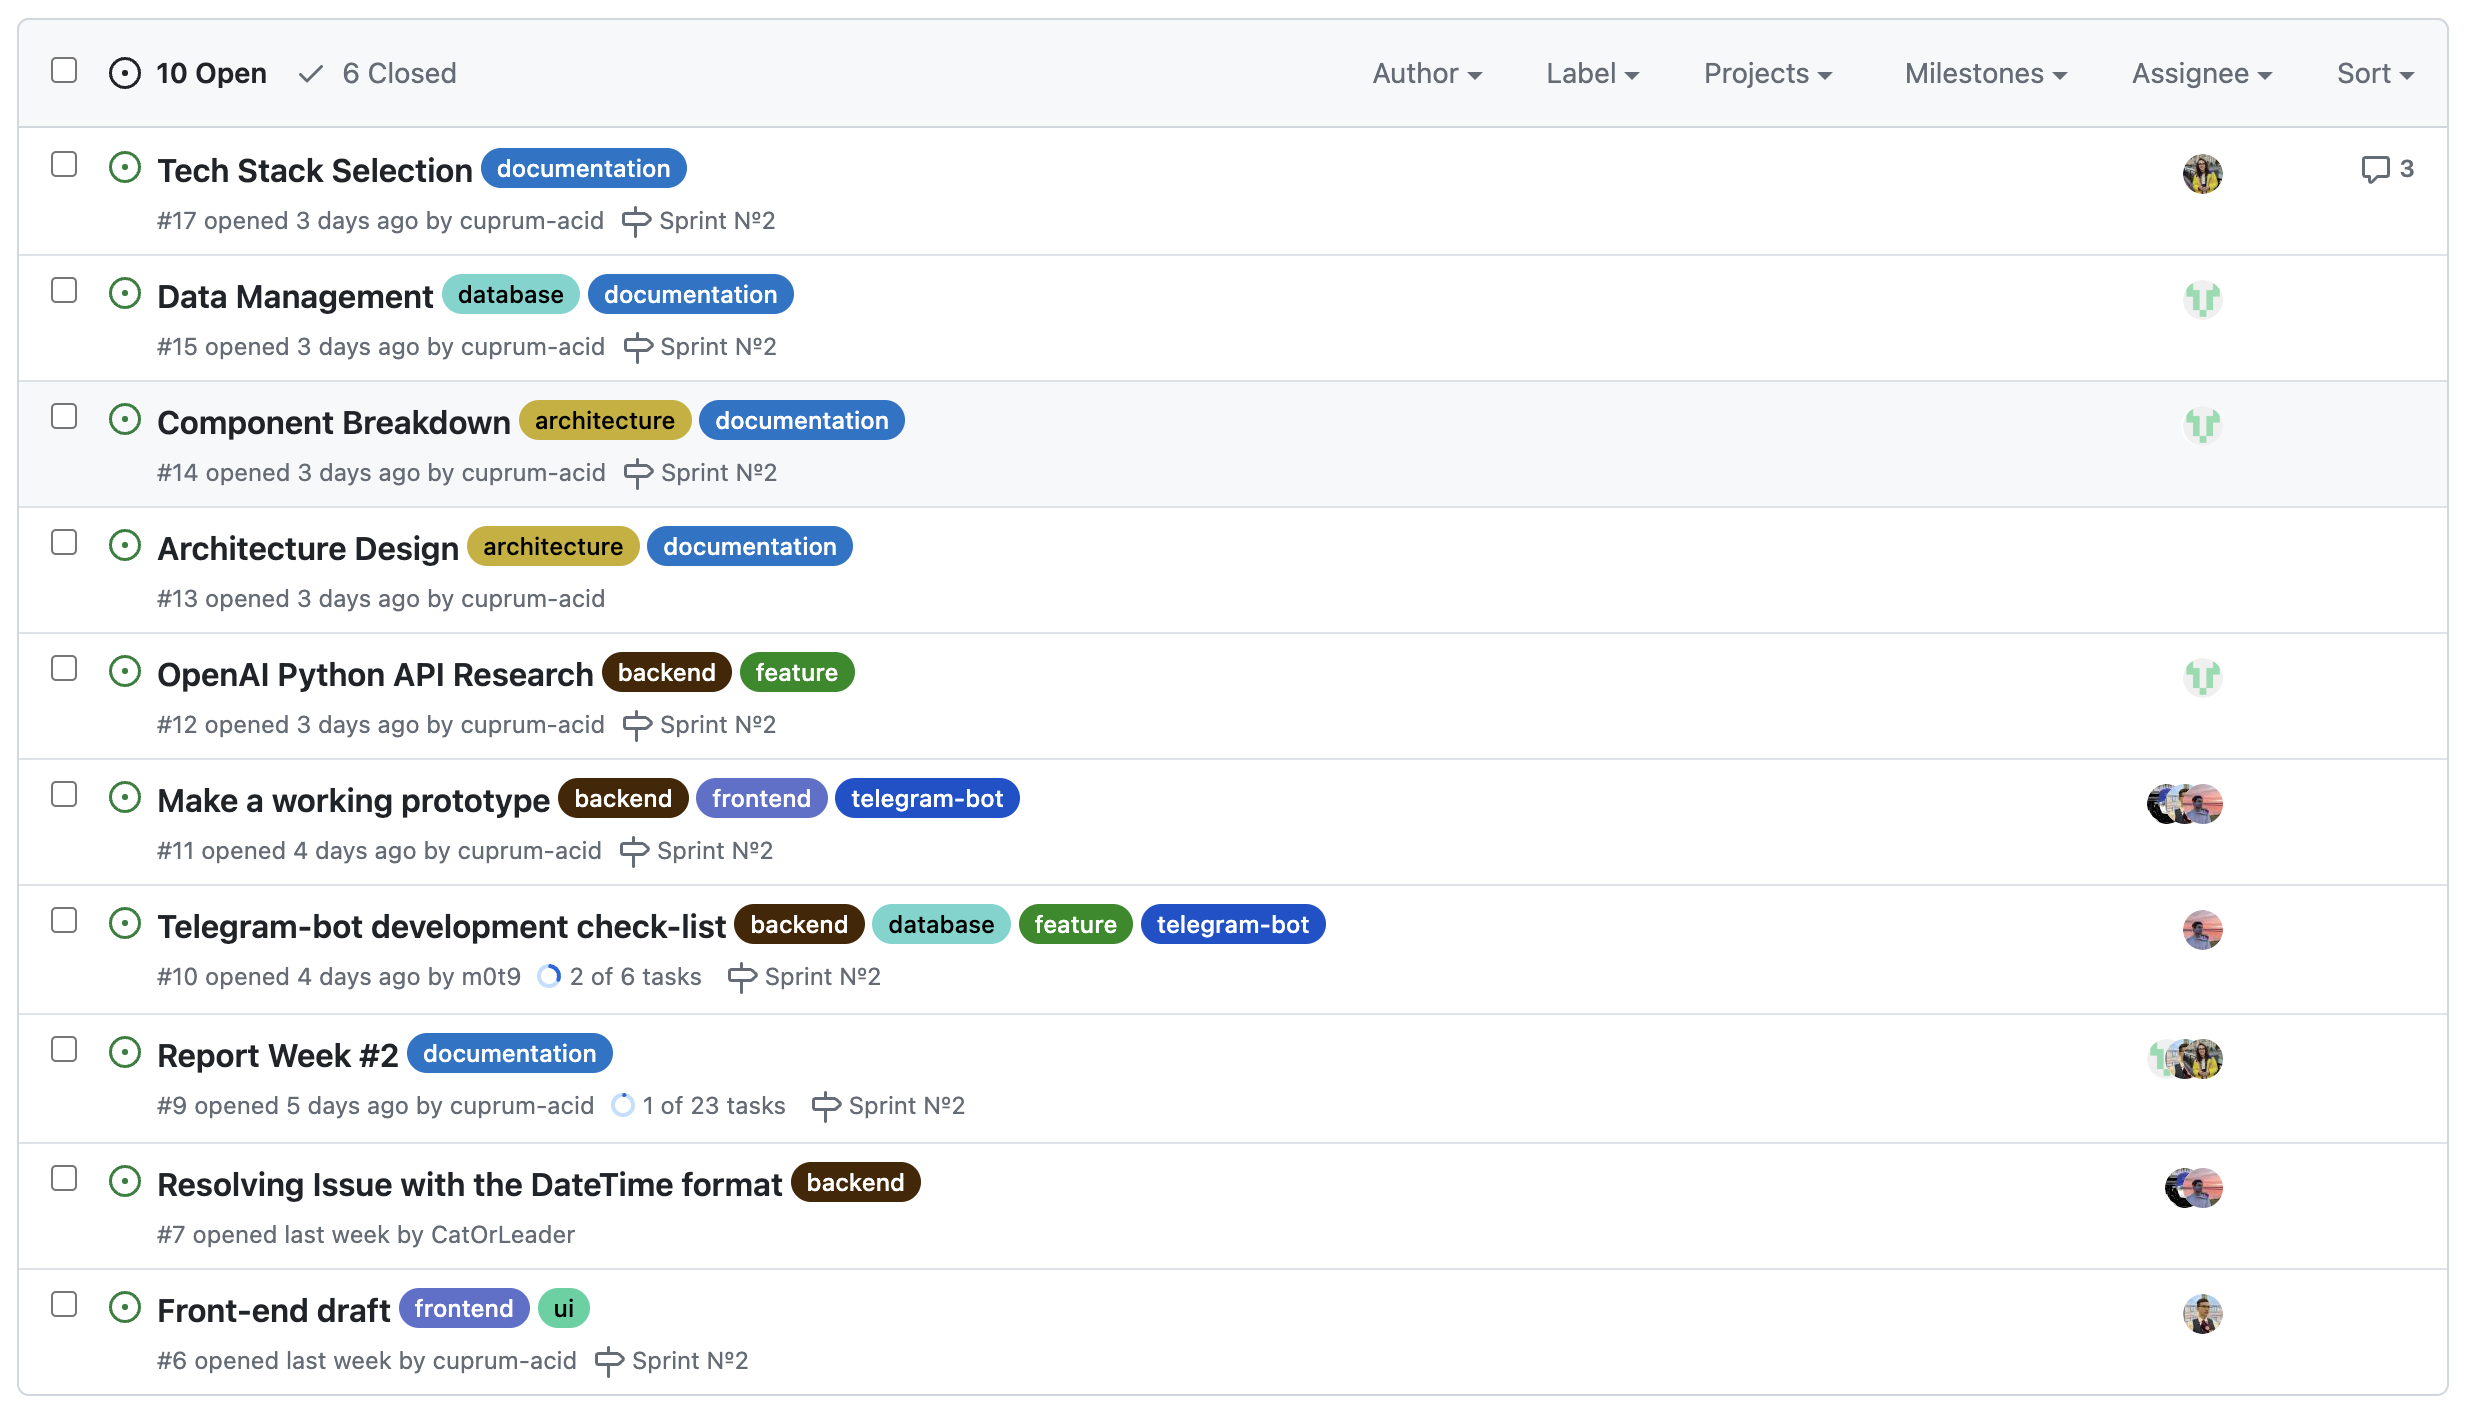 10 Open 6 Closed Author Label Projects Milestones Assignee Sort
Tech Stack Selection documentation 3
#17 opened 3 days ago by cuprum-acid Sprint Nº2
Data Management database documentation
#15 opened 3 days ago by cuprum-acid Sprint Nº2
Component Breakdown architecture documentation
#14 opened 3 days ago by cuprum-acid Sprint Nº2
Architecture Design architecture documentation
#13 opened 3 days ago by cuprum-acid
OpenAI Python API Research backend feature
#12 opened 3 days ago by cuprum-acid Sprint Nº2
Make a working prototype backend frontend telegram-bot
#11 opened 4 days ago by cuprum-acid Sprint Nº2
Telegram-bot development check-list backend database feature telegram-bot
#10 opened 4 days ago by m0t9 2 of 6 tasks Sprint Nº2
Report Week #2 documentation
#9 opened 5 days ago by cuprum-acid 1 of 23 tasks Sprint Nº2
Resolving Issue with the DateTime format backend
#7 opened last week by CatOrLeader
Front-end draft frontend ui
#6 opened last week by cuprum-acid Sprint Nº2